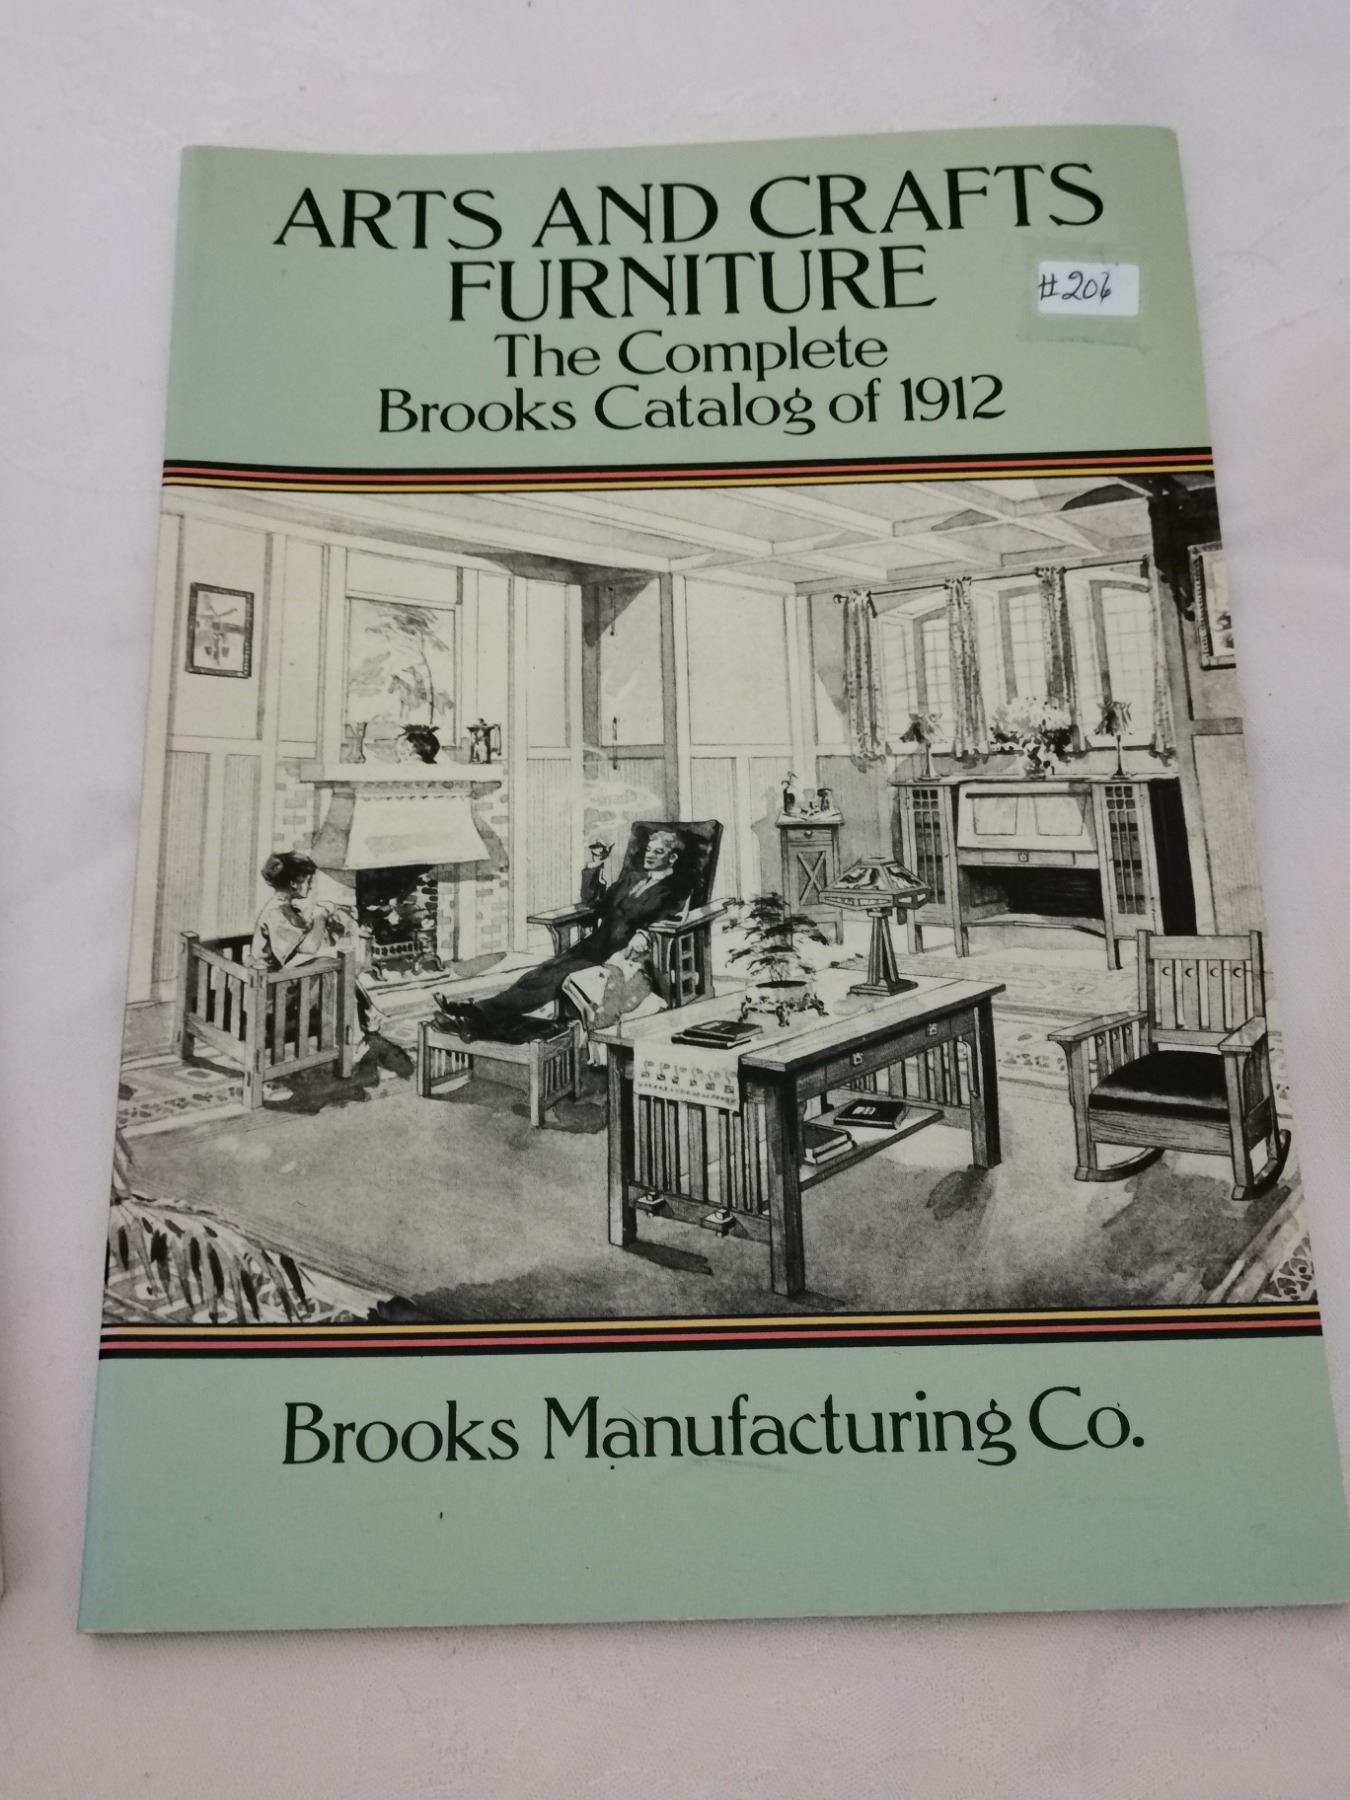 ARTS AND CRAFTS
FURNITURE
#206
The Complete
Brooks Catalog of 1912
Brooks Manufacturing Co.